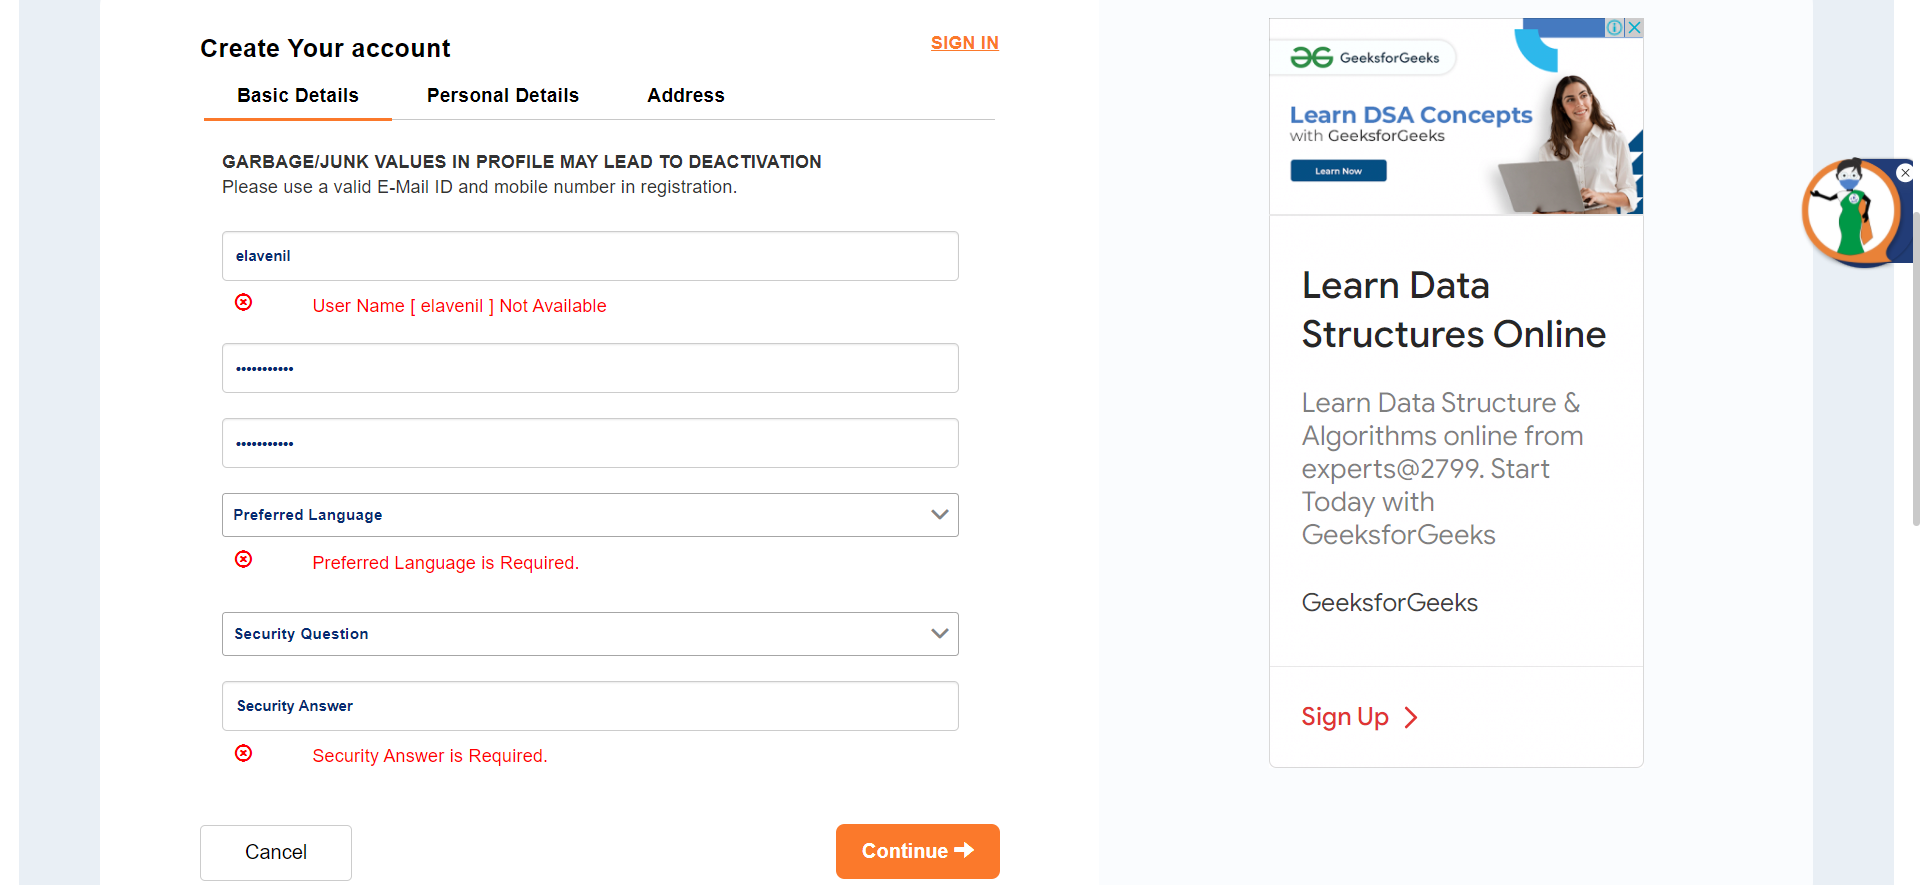 Create Your account
SIGN IN
Basic Details
Personal Details
Address
GARBAGE/JUNK VALUES IN PROFILE MAY LEAD TO DEACTIVATION
Please use a valid E-Mail ID and mobile number in registration.
elavenil
User Name [ elavenil ] Not Available
•••••••••••
•••••••••••
Preferred Language
Preferred Language is Required.
Security Question
Security Answer
Security Answer is Required.
Cancel
Continue
GeeksforGeeks
Learn DSA Concepts
with GeeksforGeeks
Learn Now
Learn Data
Structures Online
Learn Data Structure &
Algorithms online from
experts@2799. Start
Today with
GeeksforGeeks
GeeksforGeeks
Sign Up